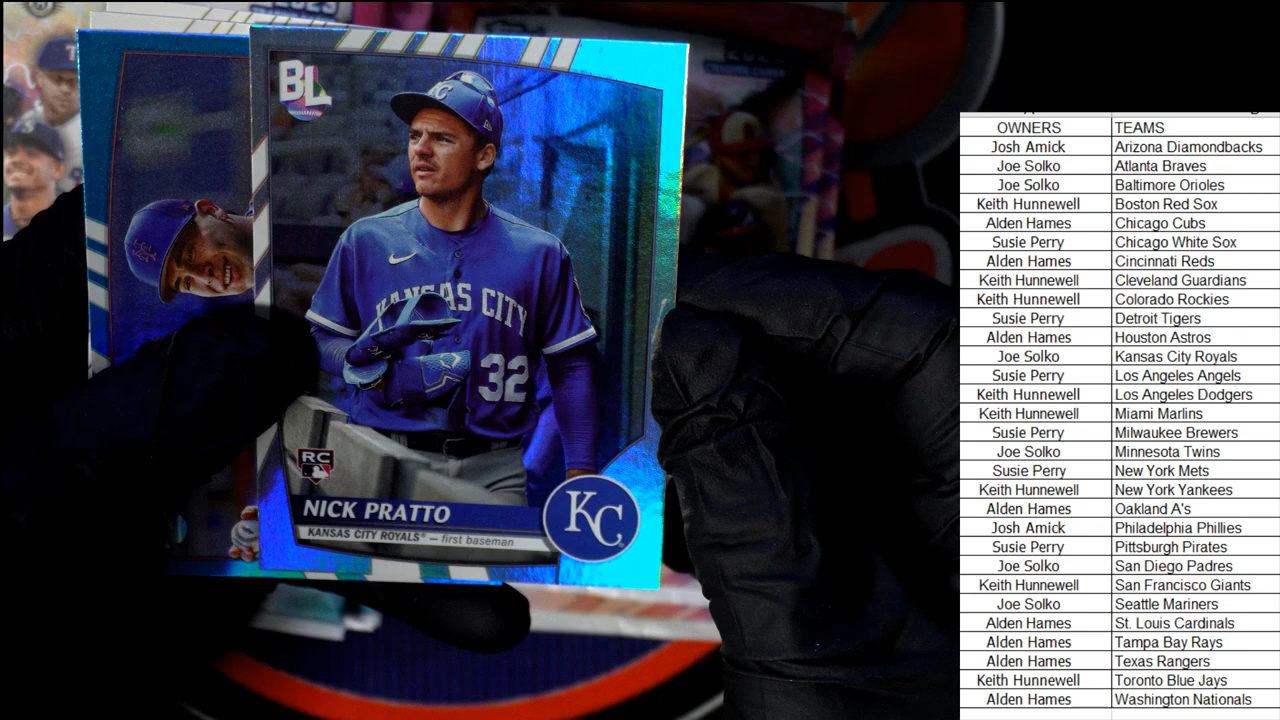 BL
KC
KANSAS CITY
32
RC
NICK PRATTO
KANSAS CITY ROYALS® – first baseman
KC
OWNERS TEAMS
Josh Amick Arizona Diamondbacks
Joe Solko Atlanta Braves
Joe Solko Baltimore Orioles
Keith Hunnewell Boston Red Sox
Alden Hames Chicago Cubs
Susie Perry Chicago White Sox
Alden Hames Cincinnati Reds
Keith Hunnewell Cleveland Guardians
Keith Hunnewell Colorado Rockies
Susie Perry Detroit Tigers
Alden Hames Houston Astros
Joe Solko Kansas City Royals
Susie Perry Los Angeles Angels
Keith Hunnewell Los Angeles Dodgers
Keith Hunnewell Miami Marlins
Susie Perry Milwaukee Brewers
Joe Solko Minnesota Twins
Susie Perry New York Mets
Keith Hunnewell New York Yankees
Alden Hames Oakland A's
Josh Amick Philadelphia Phillies
Susie Perry Pittsburgh Pirates
Joe Solko San Diego Padres
Keith Hunnewell San Francisco Giants
Joe Solko Seattle Mariners
Alden Hames St. Louis Cardinals
Alden Hames Tampa Bay Rays
Alden Hames Texas Rangers
Keith Hunnewell Toronto Blue Jays
Alden Hames Washington Nationals